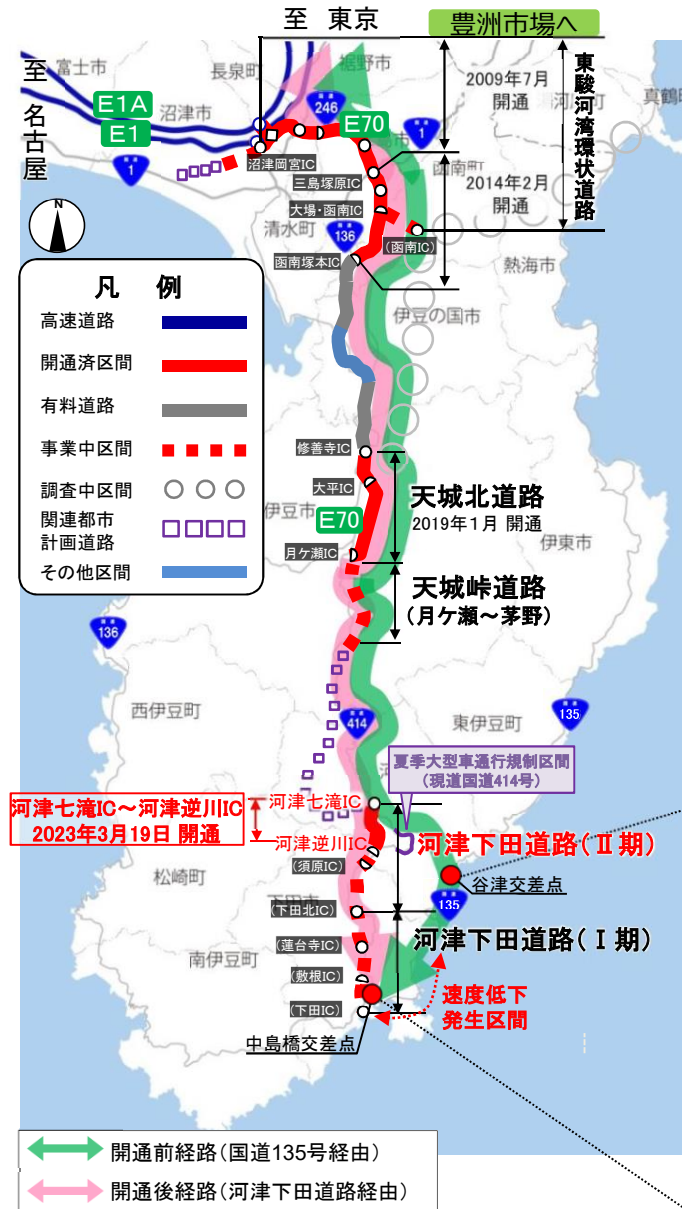 至 東京
豊洲市場へ
至 名古屋
富士市
長泉町
裾野市
沼津市
真鶴町
E1A
E1
246
E70
1
1
2009年7月
開通
東駿河湾環状道路
沼津岡宮IC
三島塚原IC
函南町
2014年2月
開通
大場・函南IC
清水町
136
(函南IC)
函南塚本IC
熱海市
伊豆の国市
N
凡 例
高速道路
開通済区間
有料道路
事業中区間
調査中区間
関連都市
計画道路
その他区間
修善寺IC
大平IC
天城北道路
2019年1月 開通
伊豆市
E70
伊東市
月ケ瀬IC
天城峠道路
(月ケ瀬~茅野)
136
西伊豆町
414
東伊豆町
135
夏季大型車通行規制区間
(現道国道414号)
河津七滝IC~河津逆川IC
2023年3月19日 開通
河津七滝IC
河津逆川IC
河津下田道路(Ⅱ期)
(須原IC)
松崎町
谷津交差点
下田市
135
(下田北IC)
河津下田道路(Ⅰ期)
(蓮台寺IC)
南伊豆町
(敷根IC)
速度低下
発生区間
(下田IC)
中島橋交差点
開通前経路(国道135号経由)
開通後経路(河津下田道路経由)